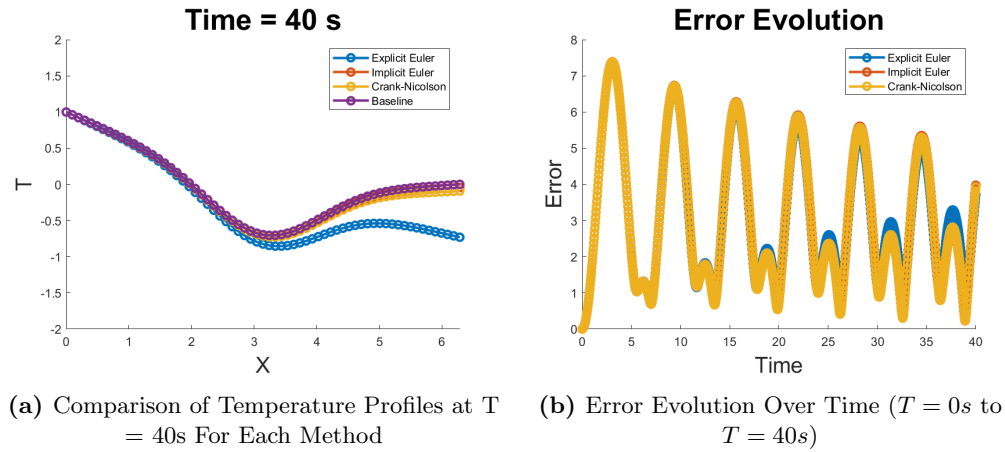 Time = 40 s
2
1.5
1
0.5
0
-0.5
-1
-1.5
-2
T
0
1
2
3
4
5
6
X
Explicit Euler
Implicit Euler
Crank-Nicolson
Baseline
(a) Comparison of Temperature Profiles at T
= 40s For Each Method
Error Evolution
8
7
6
5
4
3
2
1
0
Error
0
5
10
15
20
25
30
35
40
Time
Explicit Euler
Implicit Euler
Crank-Nicolson
(b) Error Evolution Over Time (T = 0s to
T = 40s)